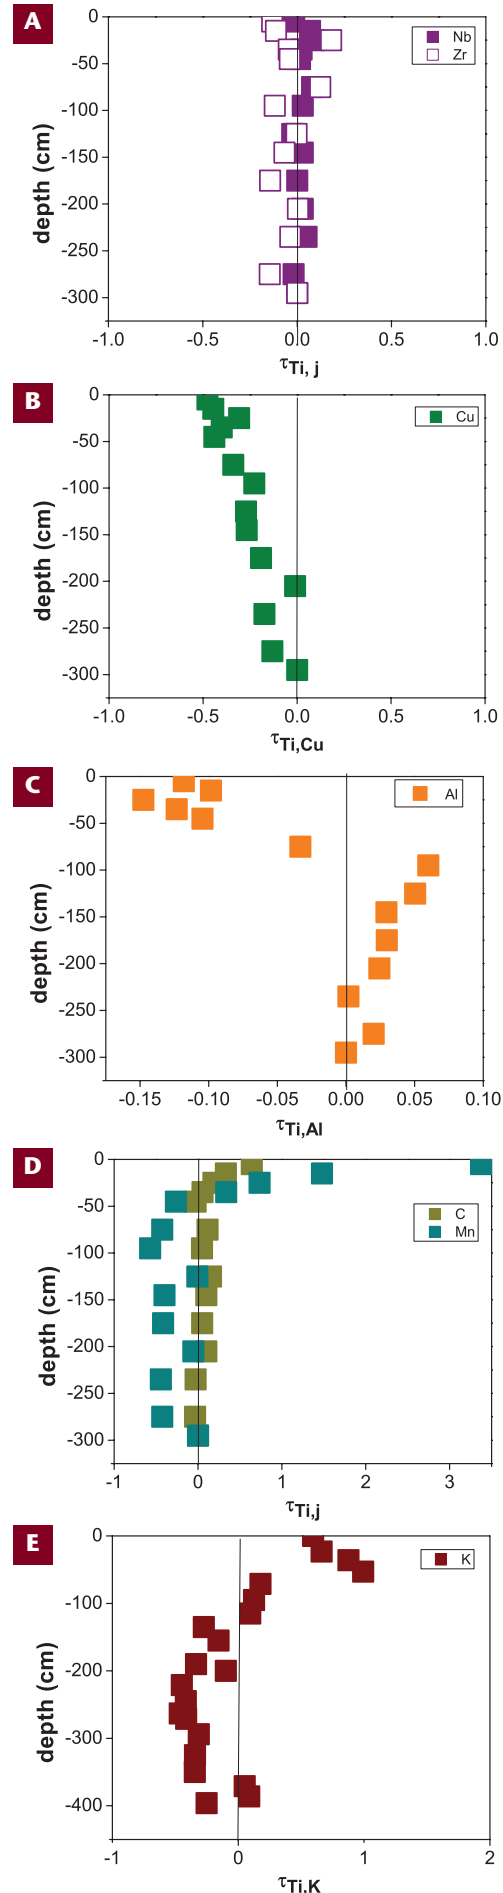 A
0
-50
-100
-150
-200
-250
-300
depth (cm)
Nb
Zr
-1.0 -0.5 0.0 0.5 1.0
τTi, j
B
0
-50
-100
-150
-200
-250
-300
depth (cm)
Cu
-1.0 -0.5 0.0 0.5 1.0
τTi,Cu
C
0
-50
-100
-150
-200
-250
-300
depth (cm)
Al
-0.15 -0.10 -0.05 0.00 0.05 0.10
τTi,Al
D
0
-50
-100
-150
-200
-250
-300
depth (cm)
C
Mn
-1 0 1 2 3
τTi,j
E
0
-100
-200
-300
-400
depth (cm)
K
-1 0 1 2
τTi.K